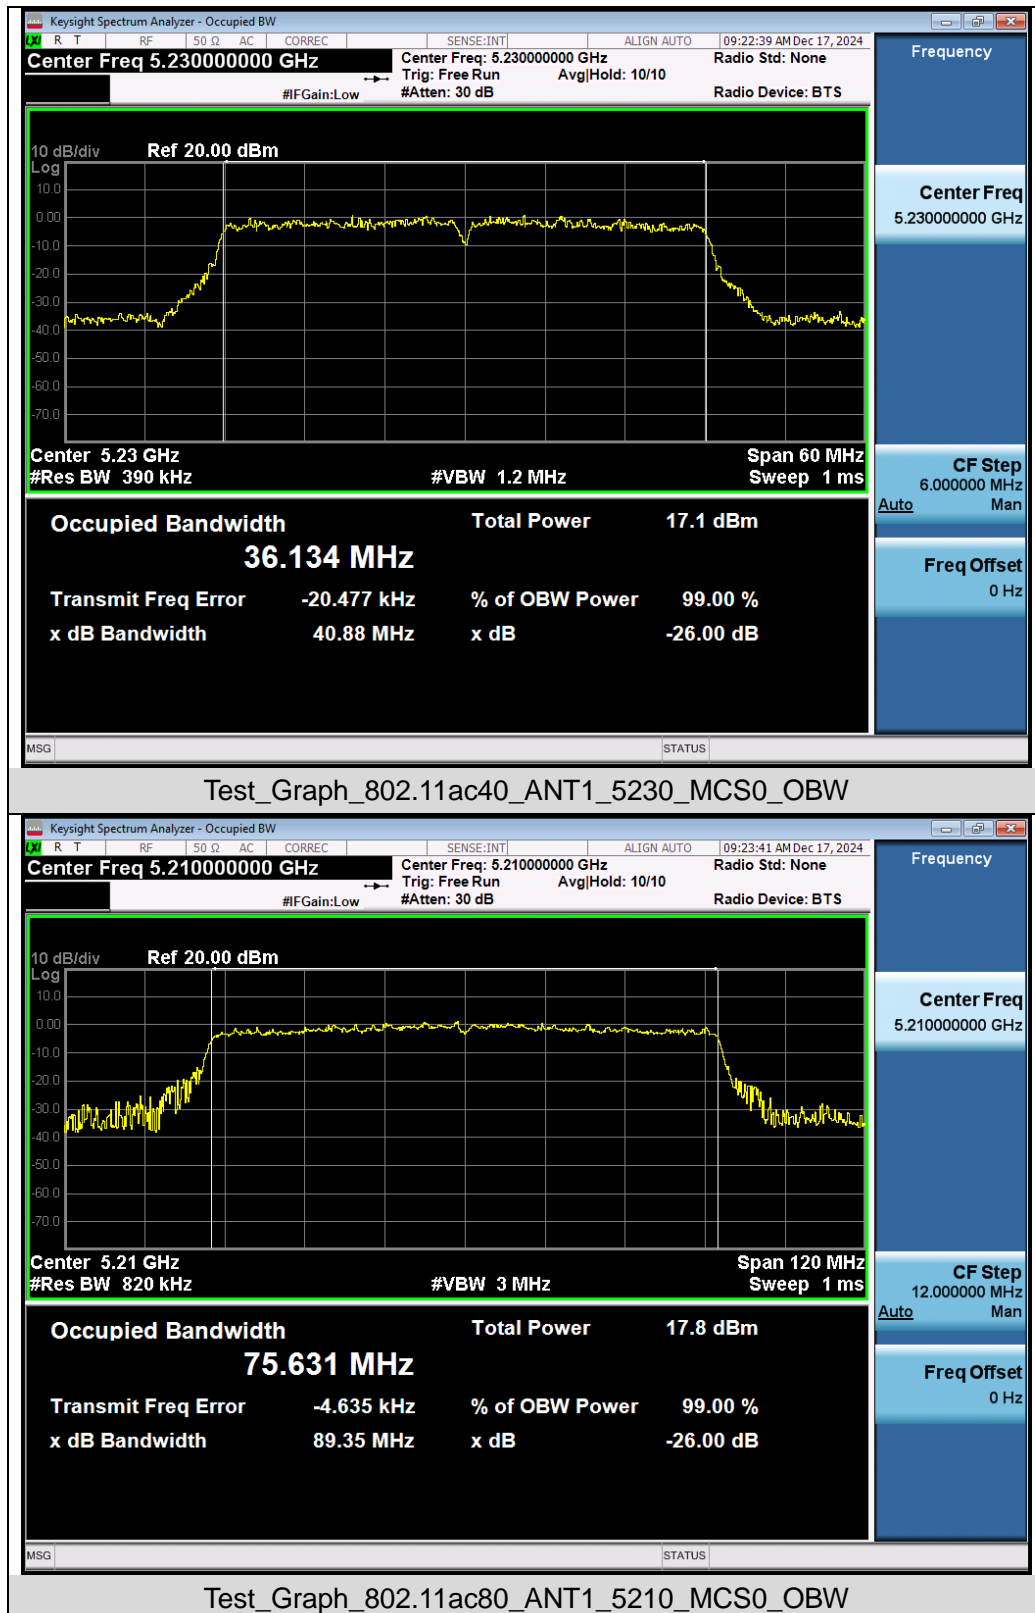 Keysight Spectrum Analyzer - Occupied BW
LXI R T RF 50 Ω AC CORREC SENSE:INT ALIGN AUTO 09:22:39 AM Dec 17, 2024
Center Freq 5.230000000 GHz
Center Freq: 5.230000000 GHz Radio Std: None
Trig: Free Run Avg|Hold: 10/10
#IFGain:Low #Atten: 30 dB Radio Device: BTS
Frequency
10 dB/div Ref 20.00 dBm
Log
10.0
0.00
-10.0
-20.0
-30.0
-40.0
-50.0
-60.0
-70.0
Center 5.23 GHz Span 60 MHz
#Res BW 390 kHz #VBW 1.2 MHz Sweep 1 ms
Center Freq
5.230000000 GHz
CF Step
6.000000 MHz
Auto Man
Freq Offset
0 Hz
Occupied Bandwidth Total Power 17.1 dBm
36.134 MHz
Transmit Freq Error -20.477 kHz % of OBW Power 99.00 %
x dB Bandwidth 40.88 MHz x dB -26.00 dB
MSG STATUS
Test_Graph_802.11ac40_ANT1_5230_MCS0_OBW
Keysight Spectrum Analyzer - Occupied BW
LXI R T RF 50 Ω AC CORREC SENSE:INT ALIGN AUTO 09:23:41 AM Dec 17, 2024
Center Freq 5.210000000 GHz
Center Freq: 5.210000000 GHz Radio Std: None
Trig: Free Run Avg|Hold: 10/10
#IFGain:Low #Atten: 30 dB Radio Device: BTS
Frequency
10 dB/div Ref 20.00 dBm
Log
10.0
0.00
-10.0
-20.0
-30.0
-40.0
-50.0
-60.0
-70.0
Center 5.21 GHz Span 120 MHz
#Res BW 820 kHz #VBW 3 MHz Sweep 1 ms
Center Freq
5.210000000 GHz
CF Step
12.000000 MHz
Auto Man
Freq Offset
0 Hz
Occupied Bandwidth Total Power 17.8 dBm
75.631 MHz
Transmit Freq Error -4.635 kHz % of OBW Power 99.00 %
x dB Bandwidth 89.35 MHz x dB -26.00 dB
MSG STATUS
Test_Graph_802.11ac80_ANT1_5210_MCS0_OBW